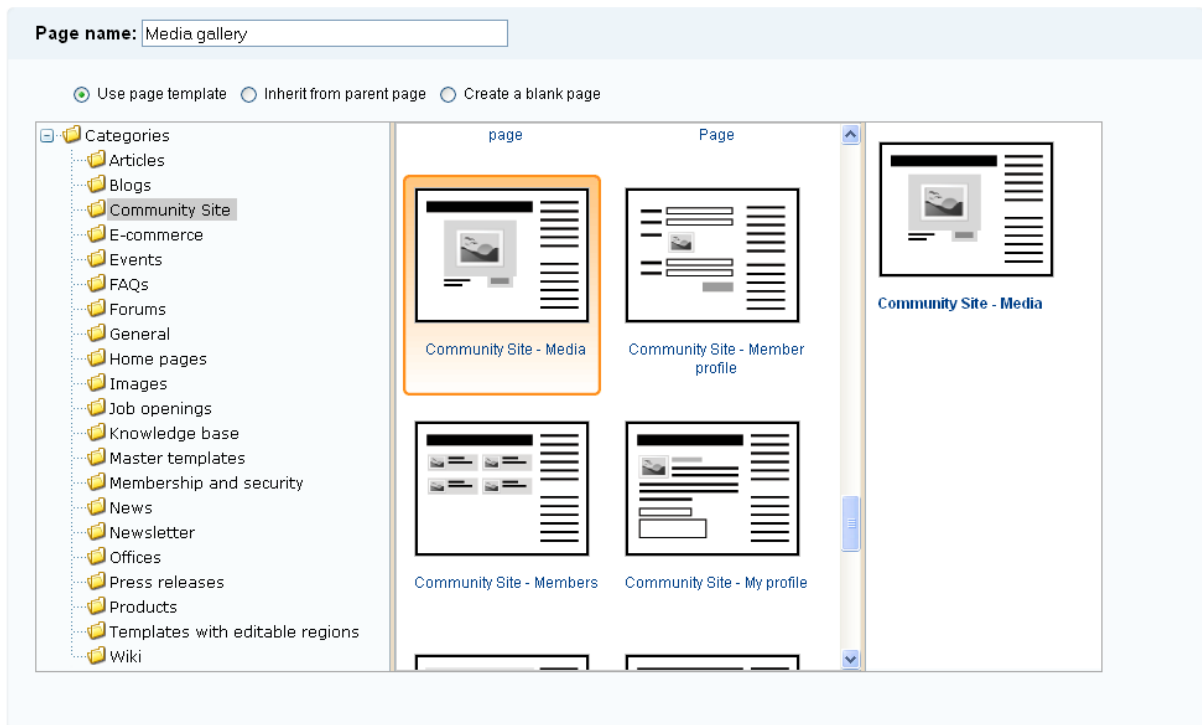 Page name: Media gallery
Use page template Inherit from parent page Create a blank page
Categories
Articles
Blogs
Community Site
E-commerce
Events
FAQs
Forums
General
Home pages
Images
Job openings
Knowledge base
Master templates
Membership and security
News
Newsletter
Offices
Press releases
Products
Templates with editable regions
Wiki
page Page
Community Site - Media
Community Site - Member
profile
Community Site - Members
Community Site - My profile
Community Site - Media